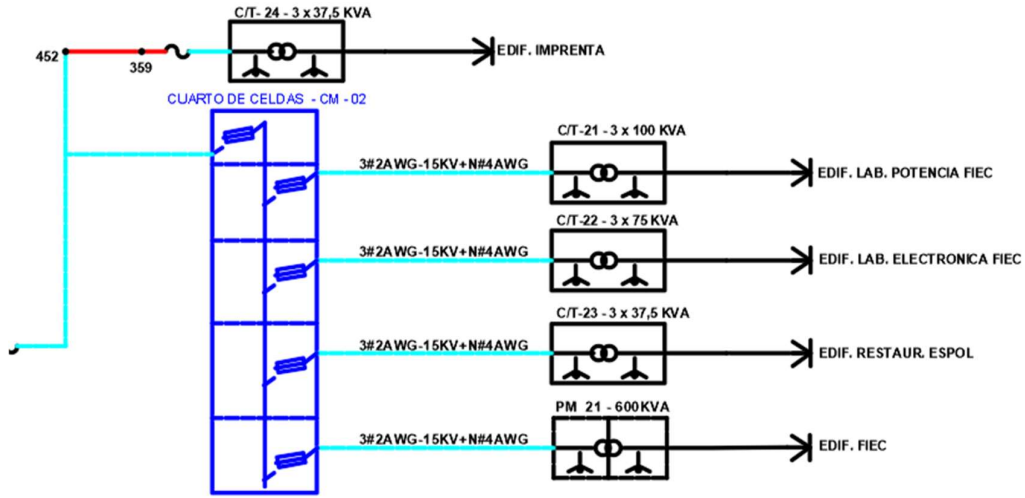 C/T- 24 - 3 x 37,5 KVA
452
359
EDIF. IMPRENTA
CUARTO DE CELDAS - CM - 02
C/T-21 - 3 x 100 KVA
3#2AWG-15KV+N#4AWG
EDIF. LAB. POTENCIA FIEC
C/T-22 - 3 x 75 KVA
3#2AWG-15KV+N#4AWG
EDIF. LAB. ELECTRONICA FIEC
C/T-23 - 3 x 37,5 KVA
3#2AWG-15KV+N#4AWG
EDIF. RESTAUR. ESPOL
PM 21 - 600KVA
3#2AWG-15KV+N#4AWG
EDIF. FIEC